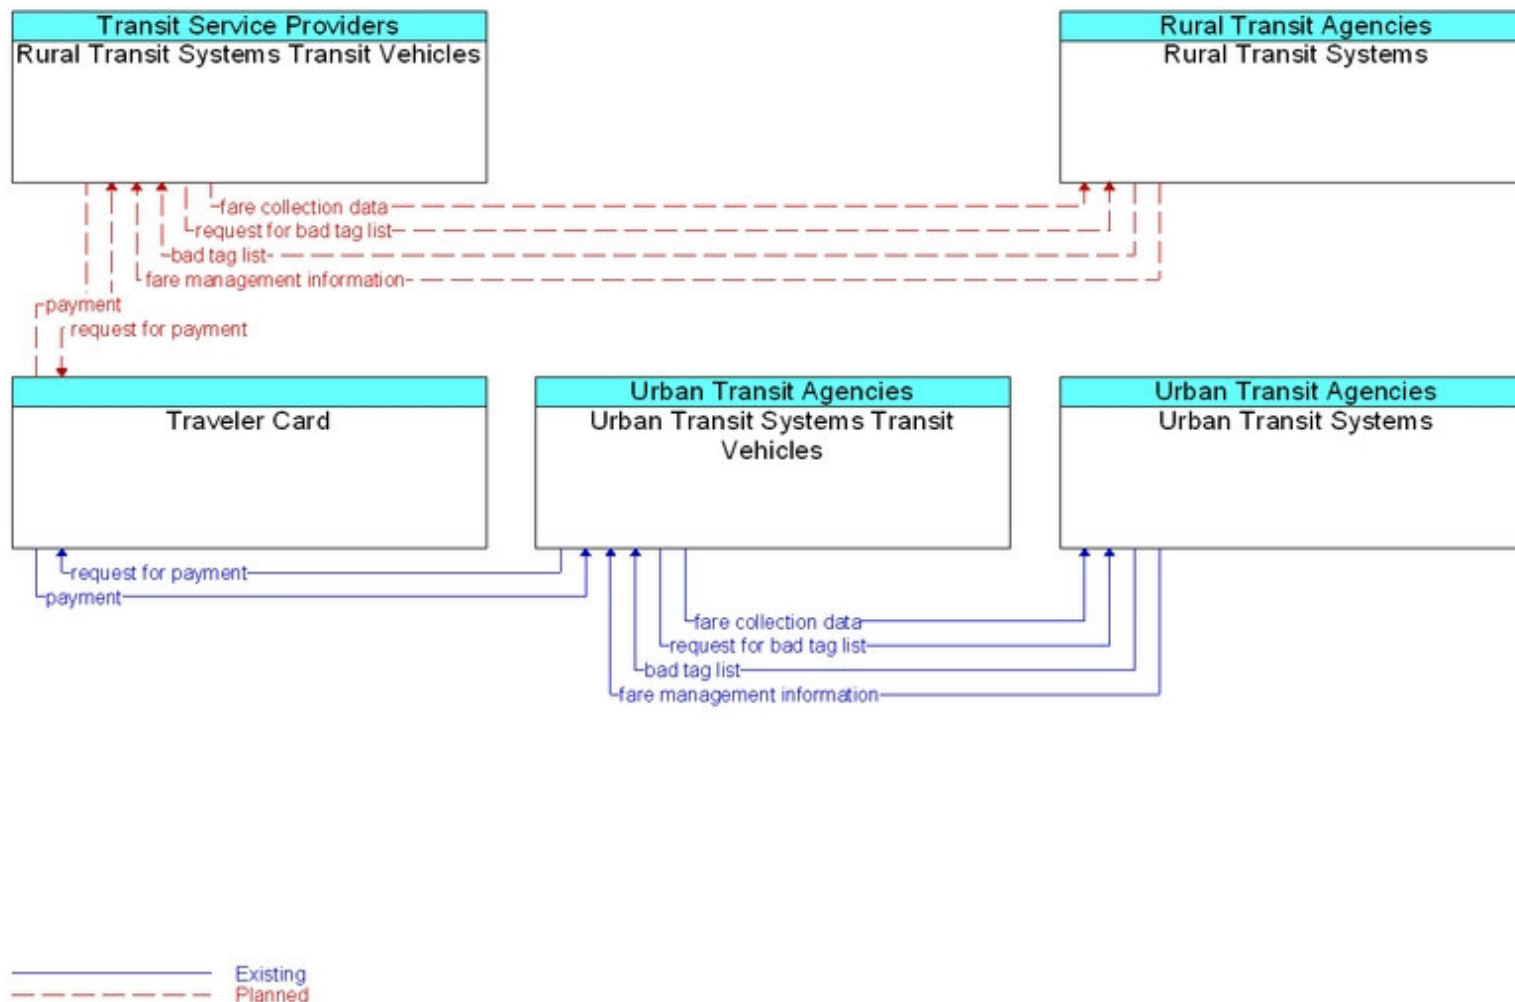 Transit Service Providers
Rural Transit Systems Transit Vehicles
Rural Transit Agencies
Rural Transit Systems
fare collection data
request for bad tag list
bad tag list
fare management information
payment
request for payment
Traveler Card
Urban Transit Agencies
Urban Transit Systems Transit
Vehicles
Urban Transit Agencies
Urban Transit Systems
request for payment
payment
fare collection data
request for bad tag list
bad tag list
fare management information
Existing
Planned